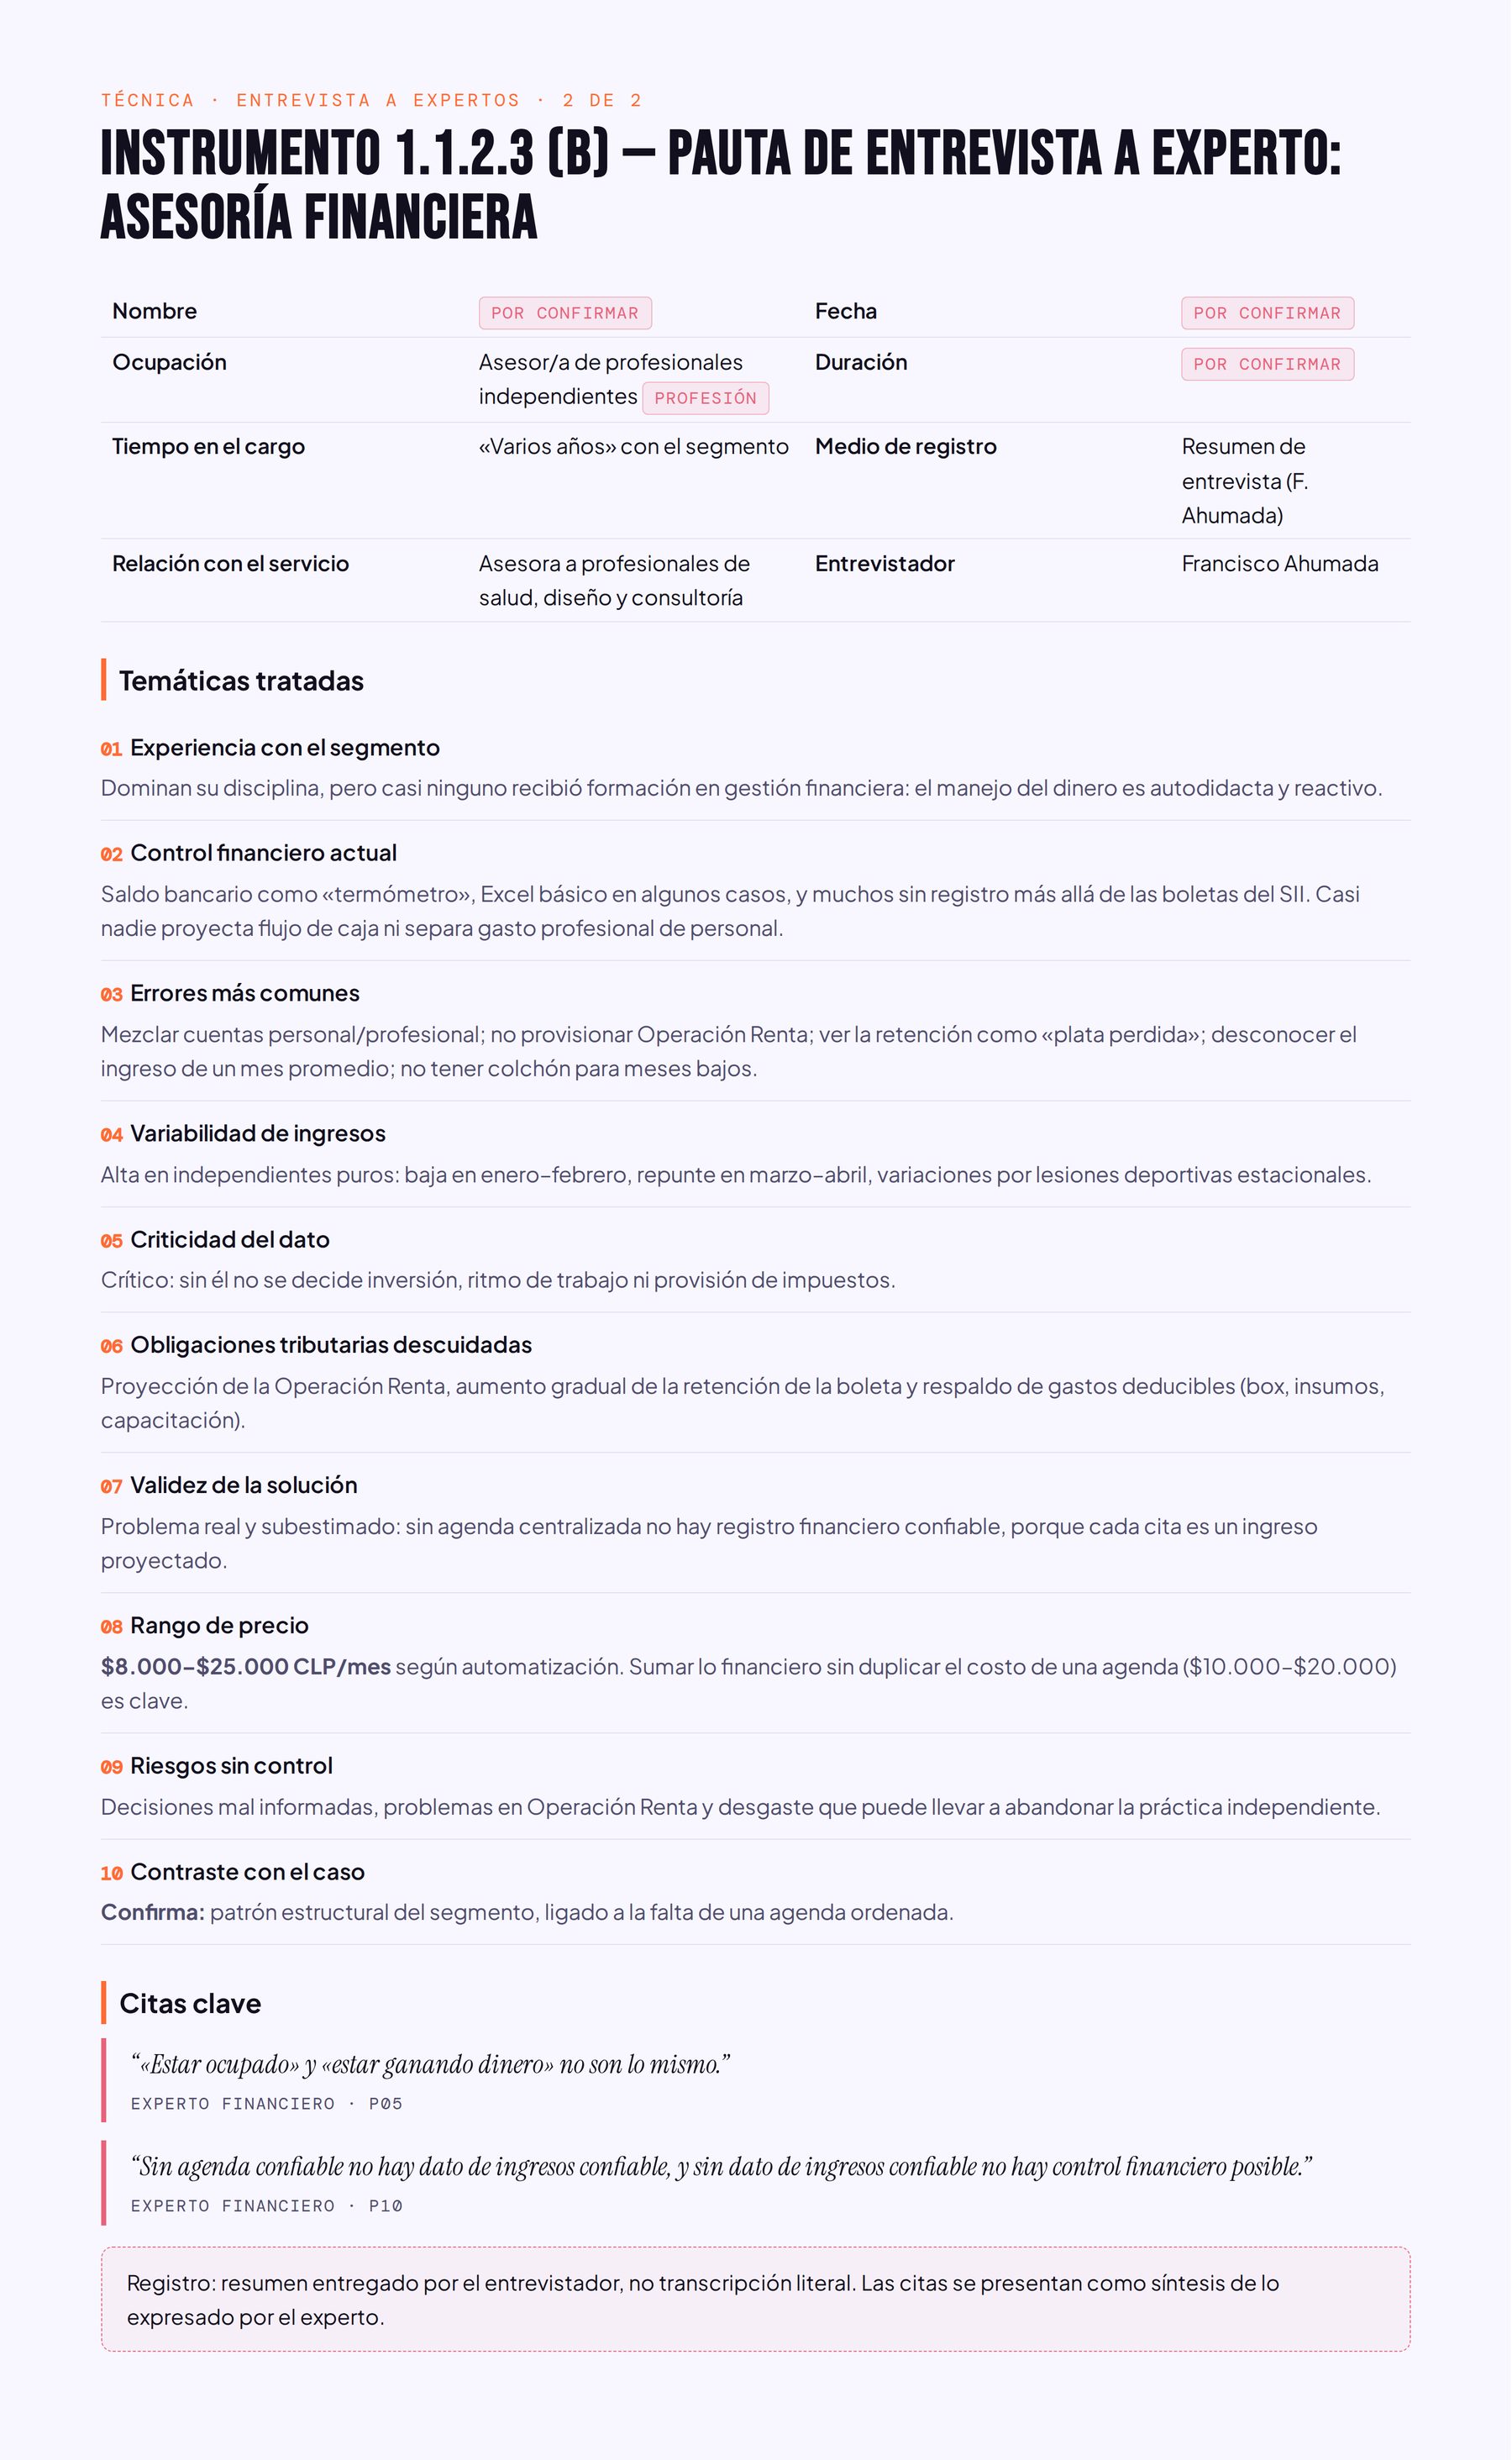 TÉCNICA · ENTREVISTA A EXPERTOS · 2 DE 2
INSTRUMENTO 1.1.2.3 (B) — PAUTA DE ENTREVISTA A EXPERTO:
ASESORÍA FINANCIERA
Nombre POR CONFIRMAR Fecha POR CONFIRMAR
Ocupación Asesor/a de profesionales Duración POR CONFIRMAR
independientes PROFESIÓN
Tiempo en el cargo «Varios años» con el segmento Medio de registro Resumen de
entrevista (F.
Ahumada)
Relación con el servicio Asesora a profesionales de Entrevistador Francisco Ahumada
salud, diseño y consultoría
Temáticas tratadas
01 Experiencia con el segmento
Dominan su disciplina, pero casi ninguno recibió formación en gestión financiera: el manejo del dinero es autodidacta y reactivo.
02 Control financiero actual
Saldo bancario como «termómetro», Excel básico en algunos casos, y muchos sin registro más allá de las boletas del SII. Casi
nadie proyecta flujo de caja ni separa gasto profesional de personal.
03 Errores más comunes
Mezclar cuentas personal/profesional; no provisionar Operación Renta; ver la retención como «plata perdida»; desconocer el
ingreso de un mes promedio; no tener colchón para meses bajos.
04 Variabilidad de ingresos
Alta en independientes puros: baja en enero–febrero, repunte en marzo–abril, variaciones por lesiones deportivas estacionales.
05 Criticidad del dato
Crítico: sin él no se decide inversión, ritmo de trabajo ni provisión de impuestos.
06 Obligaciones tributarias descuidadas
Proyección de la Operación Renta, aumento gradual de la retención de la boleta y respaldo de gastos deducibles (box, insumos,
capacitación).
07 Validez de la solución
Problema real y subestimado: sin agenda centralizada no hay registro financiero confiable, porque cada cita es un ingreso
proyectado.
08 Rango de precio
$8.000–$25.000 CLP/mes según automatización. Sumar lo financiero sin duplicar el costo de una agenda ($10.000–$20.000)
es clave.
09 Riesgos sin control
Decisiones mal informadas, problemas en Operación Renta y desgaste que puede llevar a abandonar la práctica independiente.
10 Contraste con el caso
Confirma: patrón estructural del segmento, ligado a la falta de una agenda ordenada.
Citas clave
“«Estar ocupado» y «estar ganando dinero» no son lo mismo.”
EXPERTO FINANCIERO · P05
“Sin agenda confiable no hay dato de ingresos confiable, y sin dato de ingresos confiable no hay control financiero posible.”
EXPERTO FINANCIERO · P10
Registro: resumen entregado por el entrevistador, no transcripción literal. Las citas se presentan como síntesis de lo
expresado por el experto.